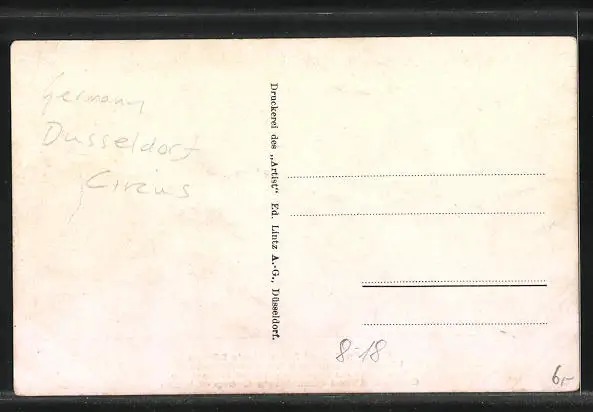 Germany
Dusseldorf
Circus
Druckerei des „Artist“ Ed. Lintz A.-G., Düsseldorf.
8-18
6,-